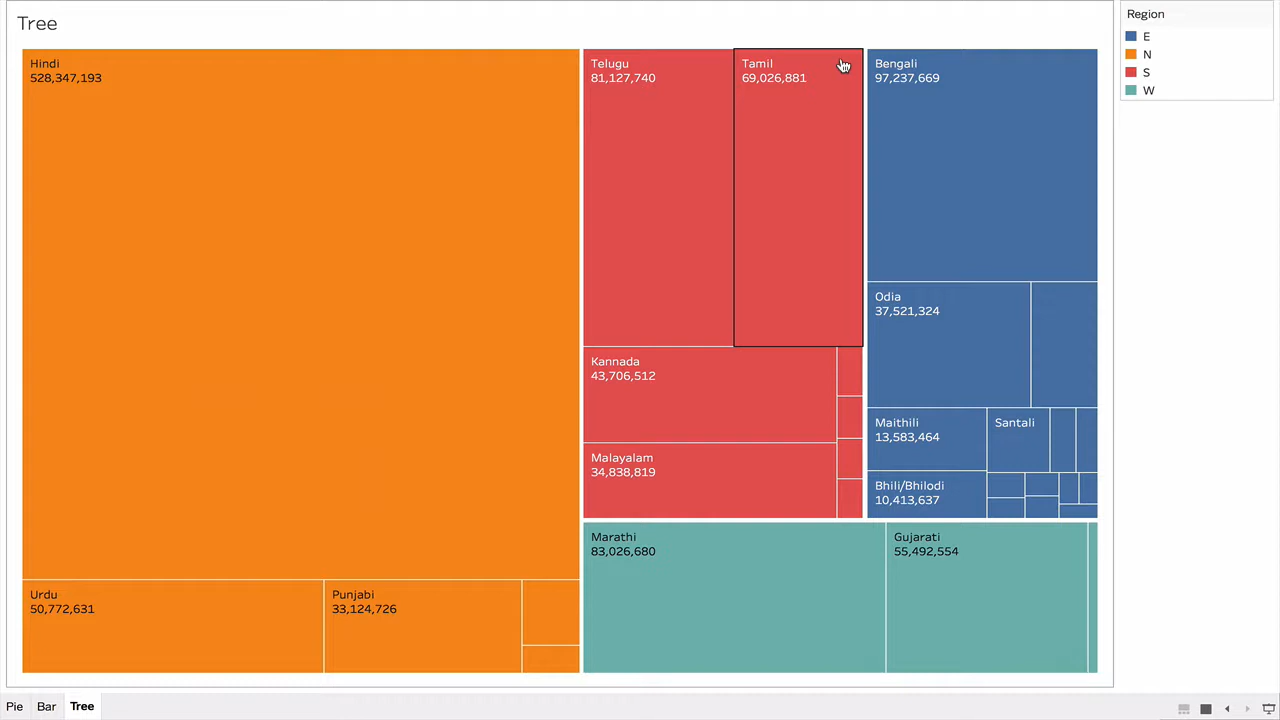 Tree
Hindi
528,347,193
Telugu
81,127,740
Tamil
69,026,881
Bengali
97,237,669
Odia
37,521,324
Kannada
43,706,512
Malayalam
34,838,819
Maithili
13,583,464
Santali
Bhili/Bhilodi
10,413,637
Marathi
83,026,680
Gujarati
55,492,554
Urdu
50,772,631
Punjabi
33,124,726
Region
E
N
S
W
Pie
Bar
Tree